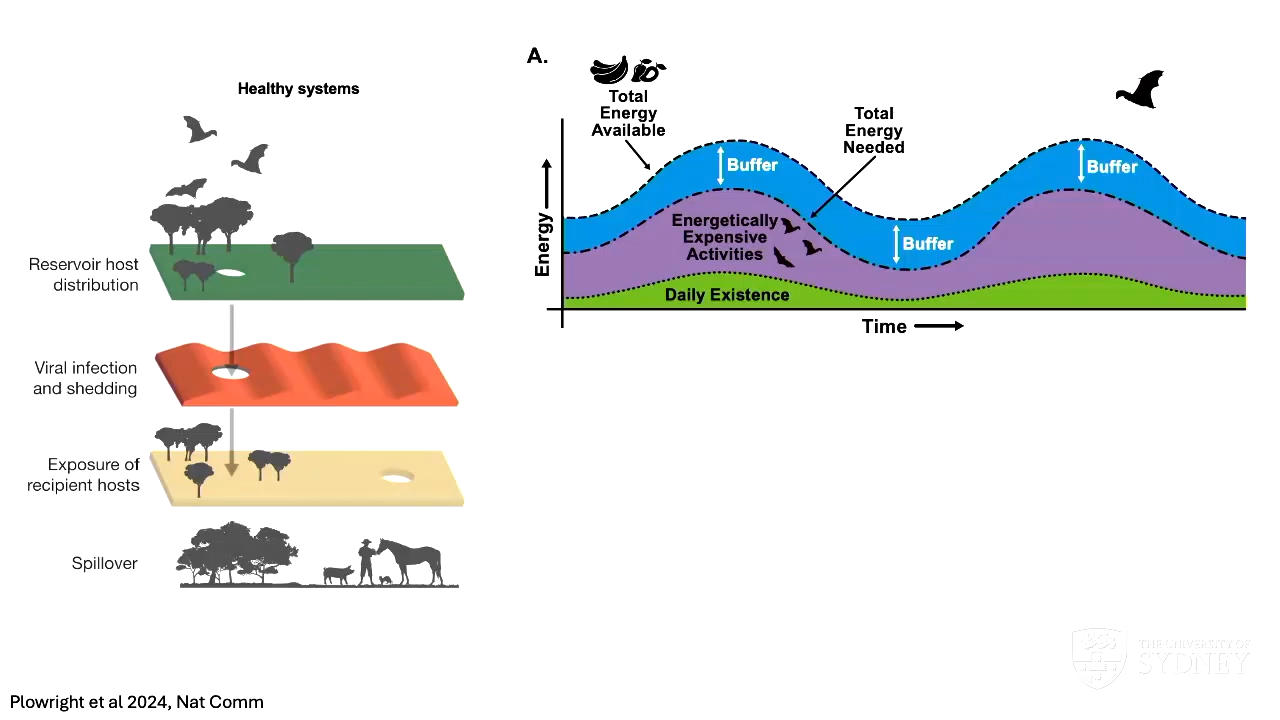 Healthy systems
Reservoir host
distribution
Viral infection
and shedding
Exposure of
recipient hosts
Spillover
A.
Total
Energy
Available
Total
Energy
Needed
Buffer
Buffer
Buffer
Energetically
Expensive
Activities
Daily Existence
Energy
Time
THE UNIVERSITY OF
SYDNEY
Plowright et al 2024, Nat Comm